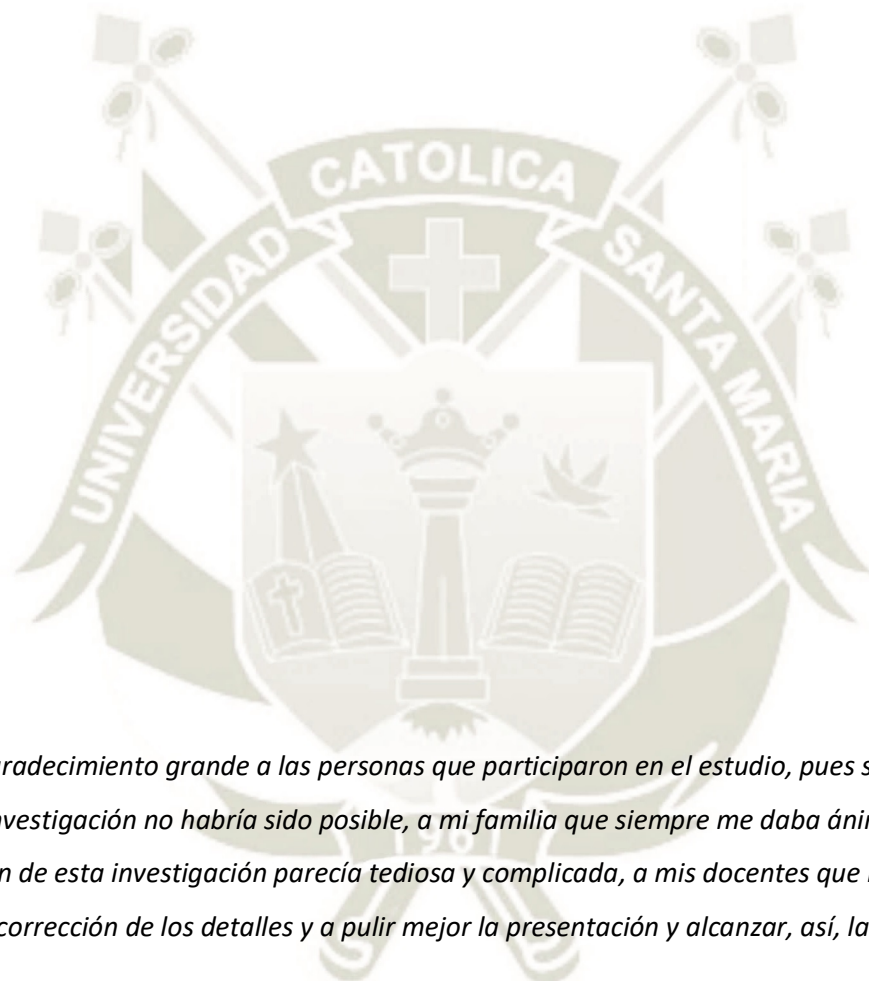 UNIVERSIDAD CATOLICA SANTA MARIA
radecimiento grande a las personas que participaron en el estudio, pues s
nvestigación no habría sido posible, a mi familia que siempre me daba áni
n de esta investigación parecía tediosa y complicada, a mis docentes que
corrección de los detalles y a pulir mejor la presentación y alcanzar, así, la